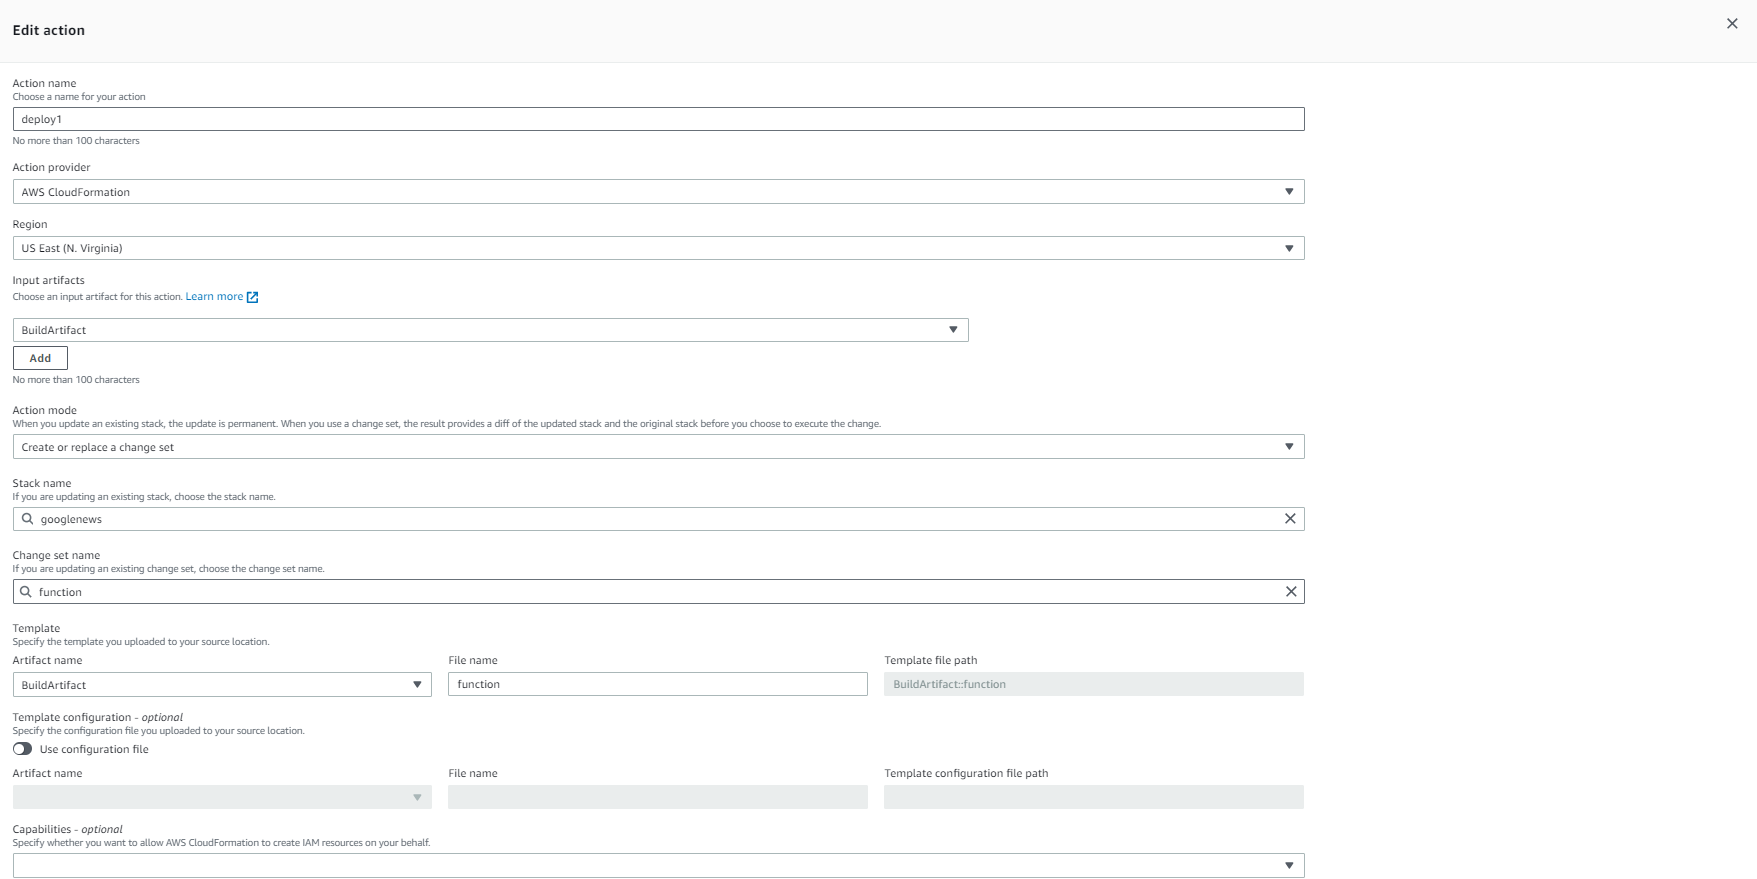 Edit action
Action name
Choose a name for your action
deploy1
No more than 100 characters
Action provider
AWS CloudFormation
Region
US East (N. Virginia)
Input artifacts
Choose an input artifact for this action. Learn more
BuildArtifact
Add
No more than 100 characters
Action mode
When you update an existing stack, the update is permanent. When you use a change set, the result provides a diff of the updated stack and the original stack before you choose to execute the change.
Create or replace a change set
Stack name
If you are updating an existing stack, choose the stack name.
googlenews
Change set name
If you are updating an existing change set, choose the change set name.
function
Template
Specify the template you uploaded to your source location.
Artifact name File name Template file path
BuildArtifact function BuildArtifact::function
Template configuration - optional
Specify the configuration file you uploaded to your source location.
Use configuration file
Artifact name File name Template configuration file path
Capabilities - optional
Specify whether you want to allow AWS CloudFormation to create IAM resources on your behalf.